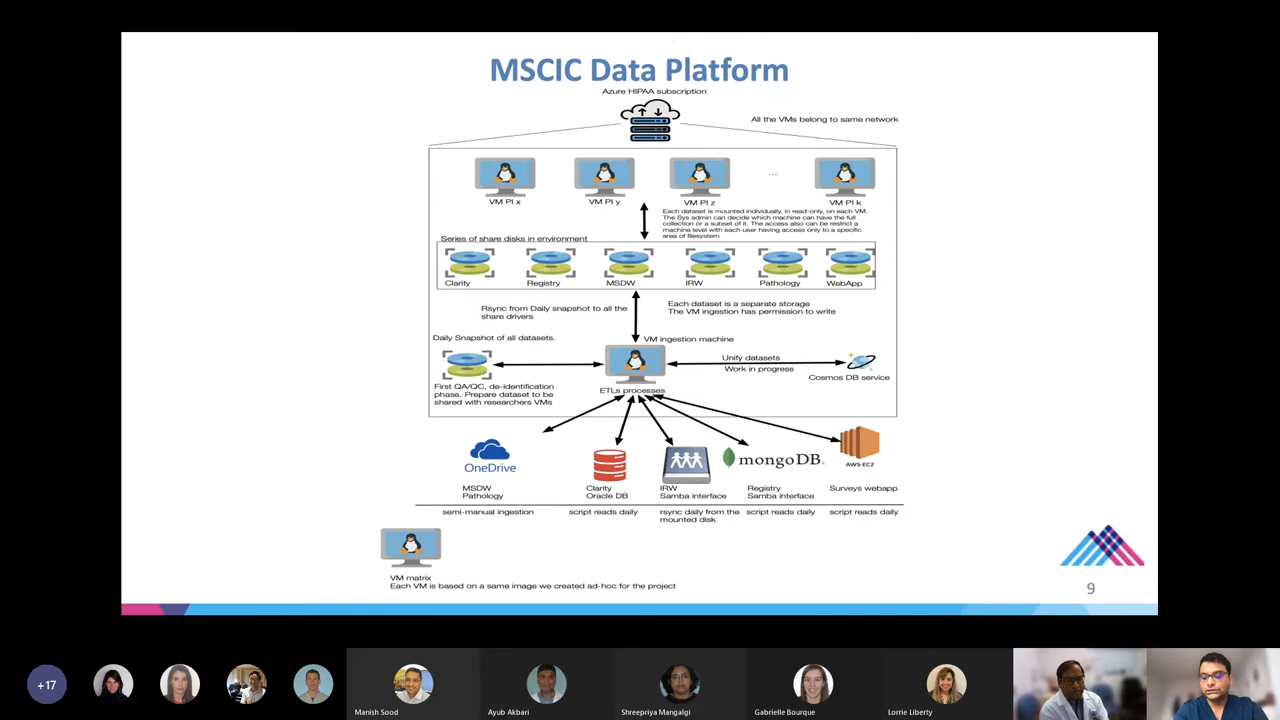 MSCIC Data Platform
Azure HIPAA subscription
All the VMs belong to same network
VM PI x
VM PI y
VM PI z
...
VM PI k
Each dataset is mounted individually, in read-only, on each VM.
The Sys admin can decide which machine can have the full
collection or a subset of it. The access also can be restrict a
machine level with each user having access only to a specific
area of filesystem
Series of share disks in environment
Clarity
Registry
MSDW
IRW
Pathology
WebApp
Rsync from Daily snapshot to all the
share drivers
Each dataset is a separate storage
The VM ingestion has permission to write
Daily Snapshot of all datasets.
VM ingestion machine
Unify datasets
Work in progress
Cosmos DB service
First QA/QC, de-identification
phase. Prepare dataset to be
shared with researchers VMs
ETLs processes
OneDrive
mongoDB.
AWS-EC2
MSDW
Pathology
Clarity
Oracle DB
IRW
Samba interface
Registry
Samba interface
Surveys webapp
semi-manual ingestion
script reads daily
rsync daily from the
mounted disk
script reads daily
script reads daily
VM matrix
Each VM is based on a same image we created ad-hoc for the project
9
+17
Manish Sood
Ayub Akbari
Shreepriya Mangalgi
Gabrielle Bourque
Lorrie Liberty